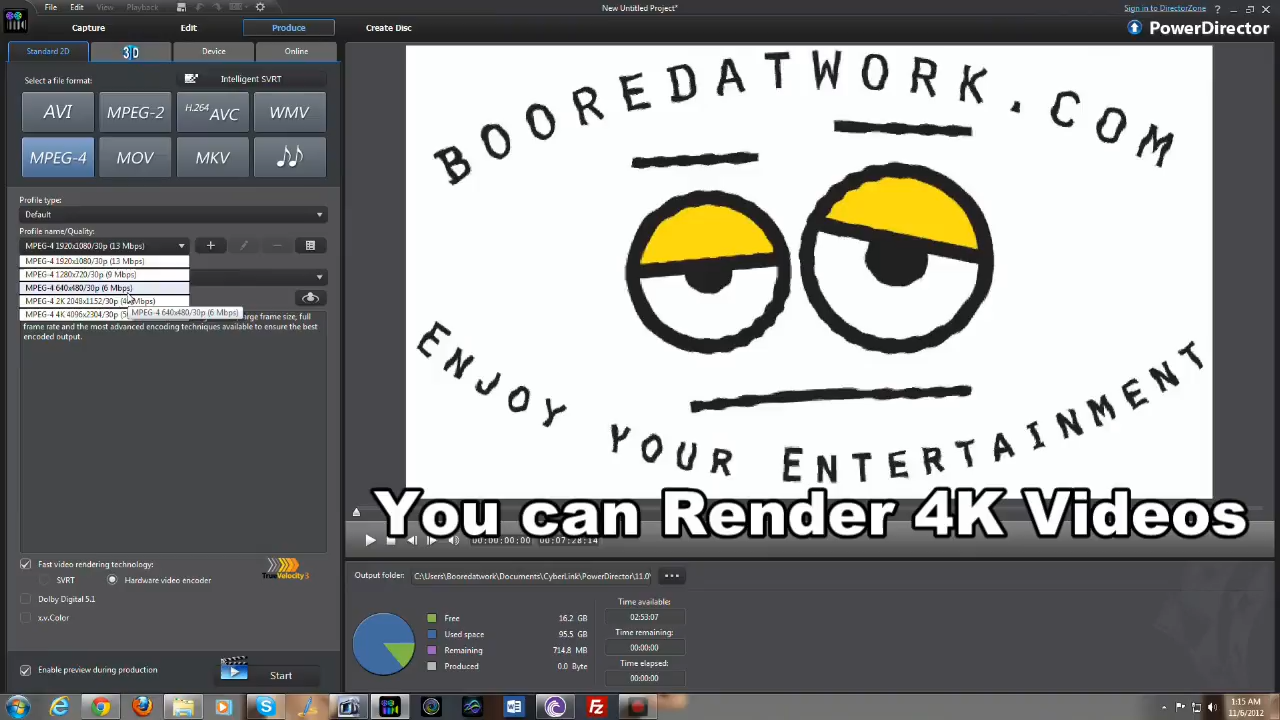 File Edit View Playback
New Untitled Project*
Sign in to DirectorZone
Capture Edit Produce Create Disc
PowerDirector
Standard 2D 3D Device Online
Select a file format: Intelligent SVRT
AVI MPEG-2 H.264 AVC WMV
MPEG-4 MOV MKV
Profile type:
Default
Profile name/Quality:
MPEG-4 1920x1080/30p (13 Mbps)
MPEG-4 1920x1080/30p (13 Mbps)
MPEG-4 1280x720/30p (9 Mbps)
MPEG-4 640x480/30p (6 Mbps)
MPEG-4 2K 2048x1152/30p (4 Mbps)
MPEG-4 640x480/30p (6 Mbps)
MPEG-4 4K 4096x2304/30p (5 arge frame size, full
frame rate and the most advanced encoding techniques available to ensure the best
encoded output.
BOOREDATWORK.COM
ENJOY YOUR ENTERTAINMENT
You can Render 4K Videos
00:00:00:00 00:07:28:14
Fast video rendering technology:
SVRT Hardware video encoder
TrueVelocity 3
Dolby Digital 5.1
x.v.Color
Enable preview during production
Start
Output folder: C:\Users\Booredatwork\Documents\CyberLink\PowerDirector\11.0\
Free 16.2 GB
Used space 95.5 GB
Remaining 714.8 MB
Produced 0.0 Byte
Time available:
02:53:07
Time remaining:
00:00:00
Time elapsed:
00:00:00
1:15 AM
11/6/2012